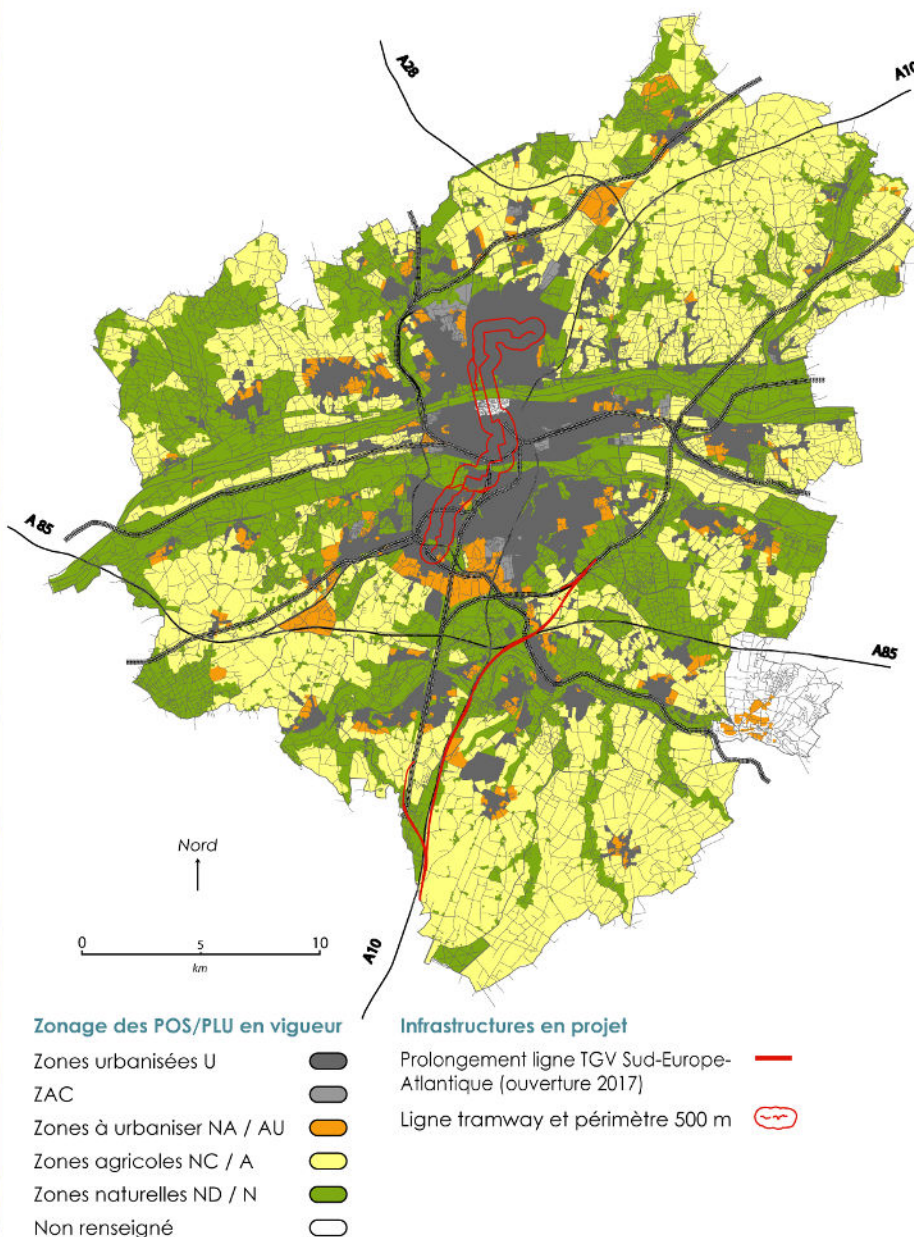 A28
A10
A 85
A85
Nord
0 5 10
km
A10
Zonage des POS/PLU en vigueur
Zones urbanisées U
ZAC
Zones à urbaniser NA / AU
Zones agricoles NC / A
Zones naturelles ND / N
Non renseigné
Infrastructures en projet
Prolongement ligne TGV Sud-Europe-
Atlantique (ouverture 2017)
Ligne tramway et périmètre 500 m